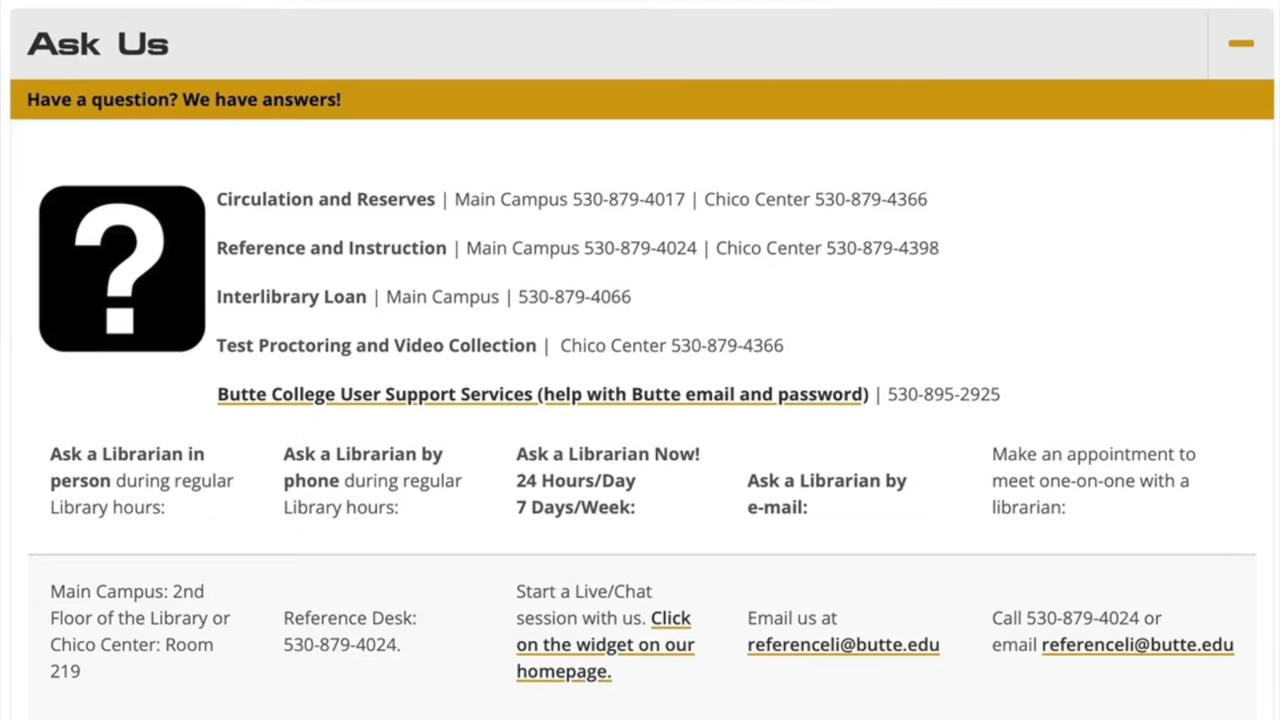 Ask Us
Have a question? We have answers!
?
Circulation and Reserves | Main Campus 530-879-4017 | Chico Center 530-879-4366
Reference and Instruction | Main Campus 530-879-4024 | Chico Center 530-879-4398
Interlibrary Loan | Main Campus | 530-879-4066
Test Proctoring and Video Collection | Chico Center 530-879-4366
Butte College User Support Services (help with Butte email and password) | 530-895-2925
Ask a Librarian in
person during regular
Library hours:
Ask a Librarian by
phone during regular
Library hours:
Ask a Librarian Now!
24 Hours/Day
7 Days/Week:
Ask a Librarian by
e-mail:
Make an appointment to
meet one-on-one with a
librarian:
Main Campus: 2nd
Floor of the Library or
Chico Center: Room
219
Reference Desk:
530-879-4024.
Start a Live/Chat
session with us. Click
on the widget on our
homepage.
Email us at
referenceli@butte.edu
Call 530-879-4024 or
email referenceli@butte.edu